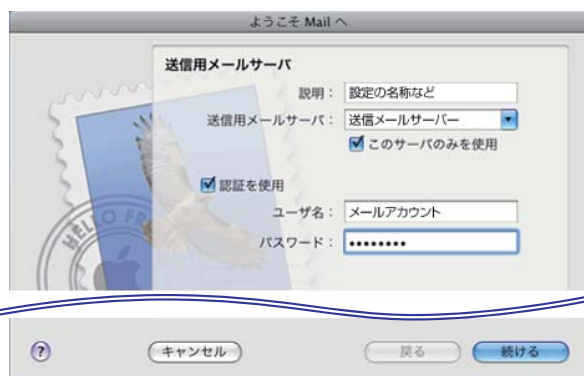 ようこそ Mail へ
送信用メールサーバ
説明： 設定の名称など
送信用メールサーバ： 送信メールサーバー
このサーバのみを使用
認証を使用
ユーザ名： メールアカウント
パスワード： ••••••••
HELLO FR
? キャンセル 戻る 続ける